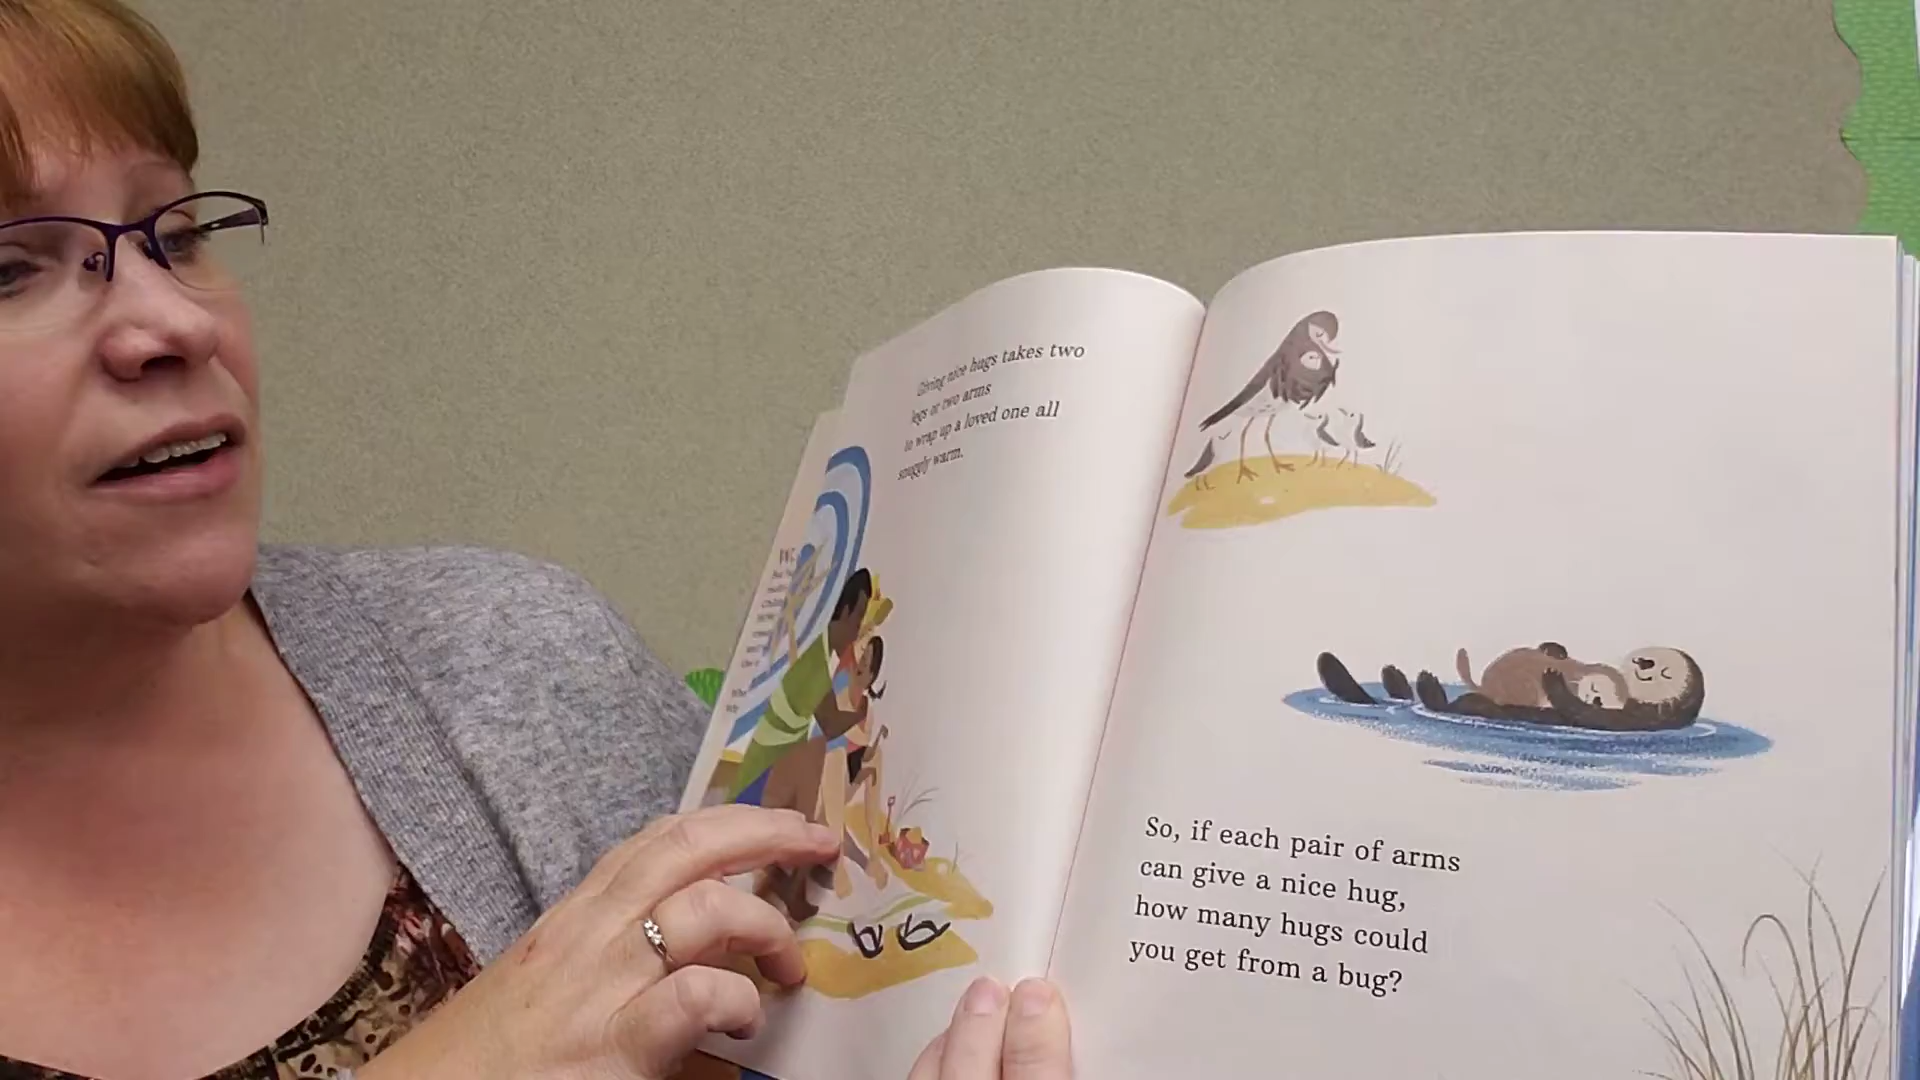 Giving nice hugs takes two
legs or two arms
to wrap up a loved one all
snuggly warm.
So, if each pair of arms
can give a nice hug,
how many hugs could
you get from a bug?